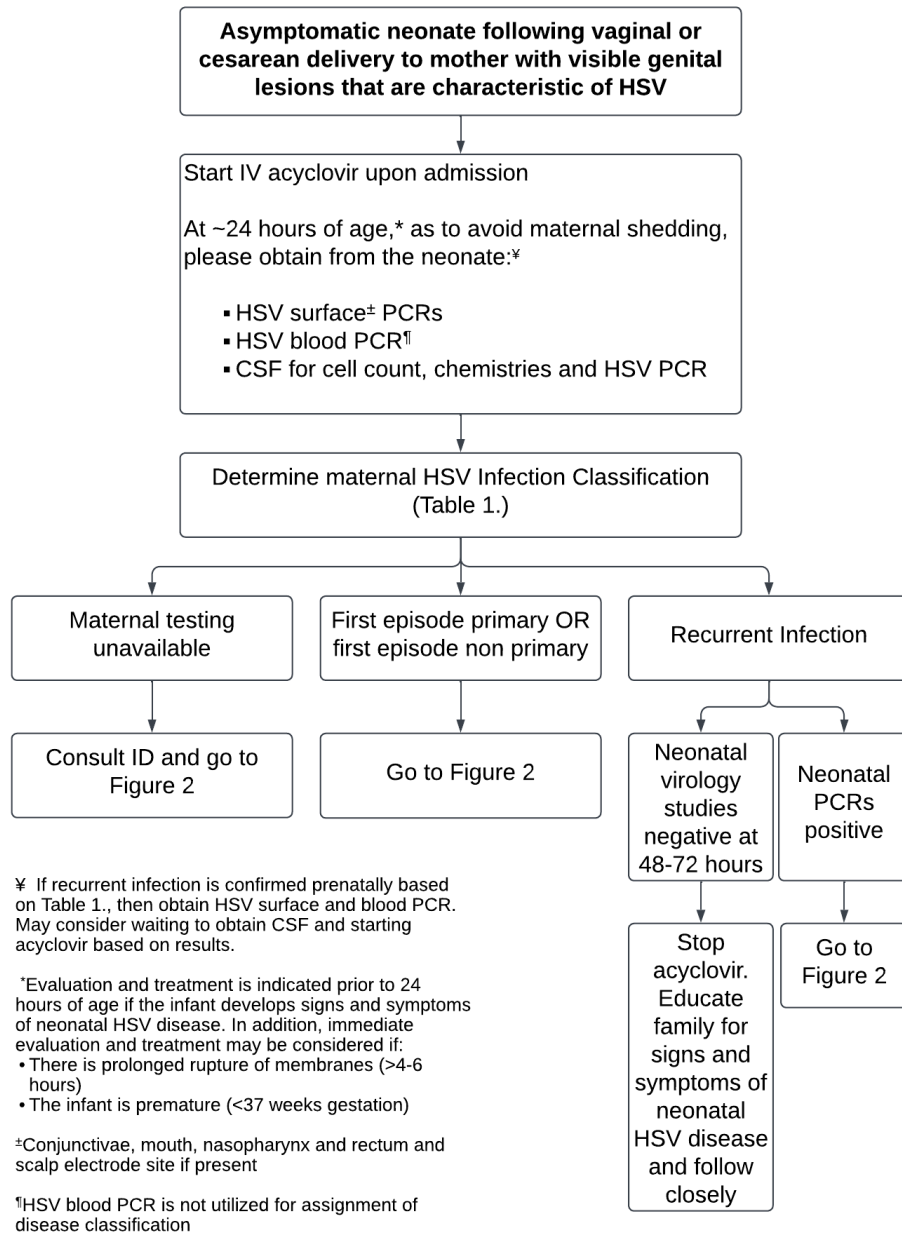 Asymptomatic neonate following vaginal or
cesarean delivery to mother with visible genital
lesions that are characteristic of HSV
Start IV acyclovir upon admission
At ~24 hours of age,* as to avoid maternal shedding,
please obtain from the neonate:¥
▪ HSV surface± PCRs
▪ HSV blood PCR¶
▪ CSF for cell count, chemistries and HSV PCR
Determine maternal HSV Infection Classification
(Table 1.)
Maternal testing
unavailable
First episode primary OR
first episode non primary
Recurrent Infection
Consult ID and go to
Figure 2
Go to Figure 2
Neonatal
virology
studies
negative at
48-72 hours
Neonatal
PCRs
positive
Stop
acyclovir.
Educate
family for
signs and
symptoms of
neonatal
HSV disease
and follow
closely
Go to
Figure 2
¥ If recurrent infection is confirmed prenatally based
on Table 1., then obtain HSV surface and blood PCR.
May consider waiting to obtain CSF and starting
acyclovir based on results.
*Evaluation and treatment is indicated prior to 24
hours of age if the infant develops signs and symptoms
of neonatal HSV disease. In addition, immediate
evaluation and treatment may be considered if:
• There is prolonged rupture of membranes (>4-6
hours)
• The infant is premature (<37 weeks gestation)
±Conjunctivae, mouth, nasopharynx and rectum and
scalp electrode site if present
¶HSV blood PCR is not utilized for assignment of
disease classification